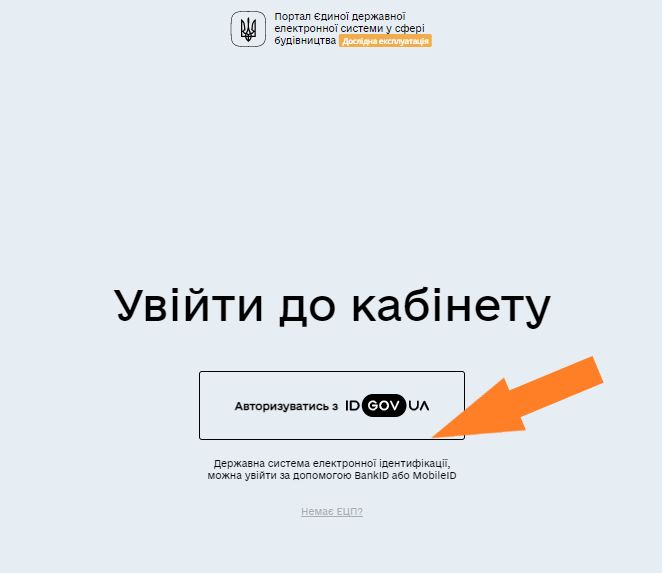 Портал Єдиної державної
електронної системи у сфері
будівництва Дослідна експлуатація
Увійти до кабінету
Авторизуватись з ID GOV UA
Державна система електронної ідентифікації,
можна увійти за допомогою BankID або MobileID
Немає ЕЦП?